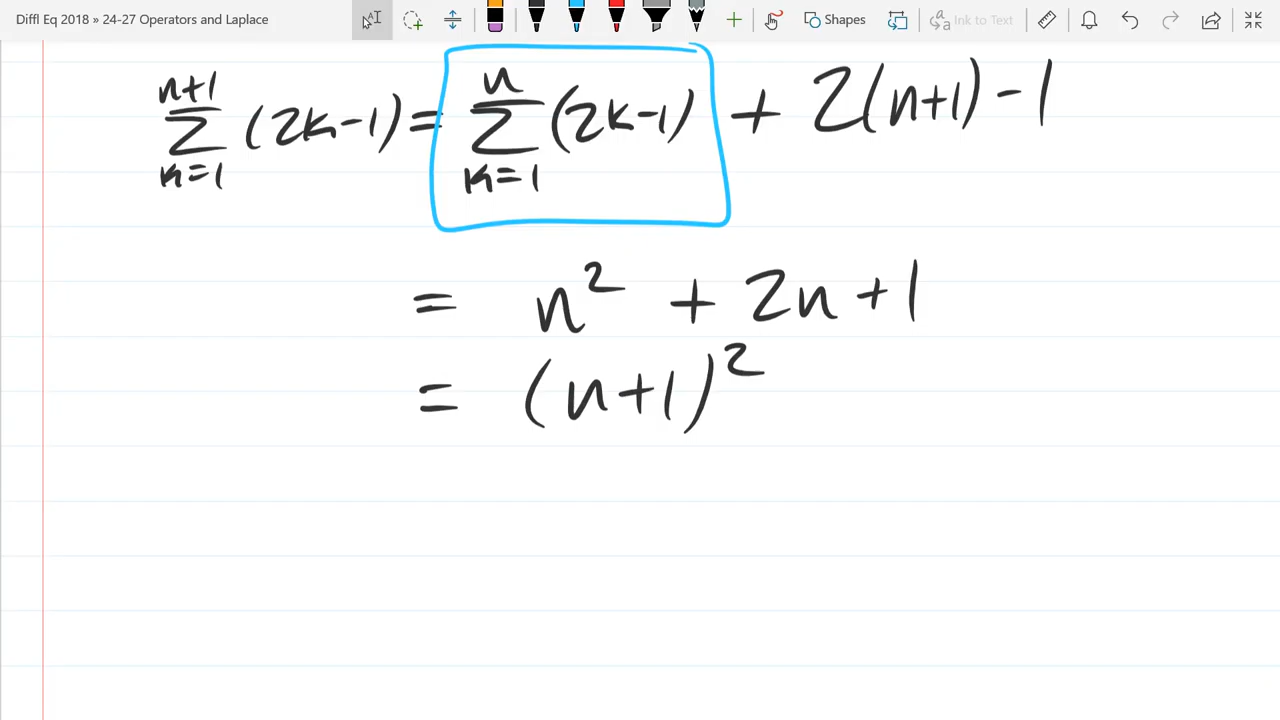 Diffl Eq 2018 » 24-27 Operators and Laplace Shapes Ink to Text
n+1 ∑ k=1 (2k-1) = n ∑ k=1 (2k-1) + 2(n+1) - 1
= n² + 2n + 1
= (n+1)²